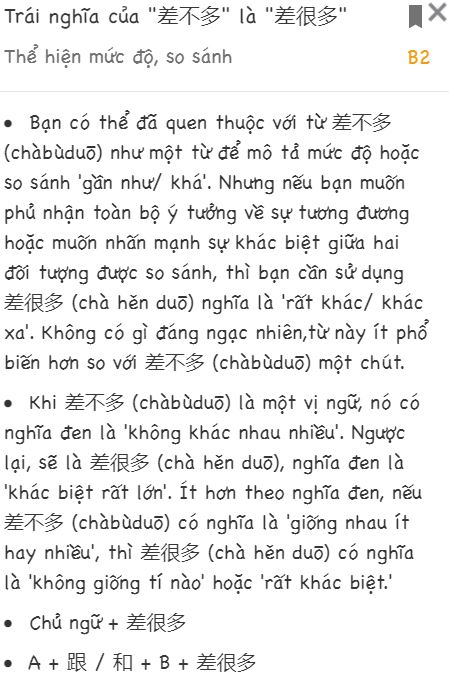 Trái nghĩa của "差不多" là "差很多"
Thể hiện mức độ, so sánh B2
• Bạn có thể đã quen thuộc với từ 差不多
(chàbùduō) như một từ để mô tả mức độ hoặc
so sánh 'gần như/ khá'. Nhưng nếu bạn muốn
phủ nhận toàn bộ ý tưởng về sự tương đương
hoặc muốn nhấn mạnh sự khác biệt giữa hai
đối tượng được so sánh, thì bạn cần sử dụng
差很多 (chà hěn duō) nghĩa là 'rất khác/ khác
xa'. Không có gì đáng ngạc nhiên,từ này ít phổ
biến hơn so với 差不多 (chàbùduō) một chút.
• Khi 差不多 (chàbùduō) là một vị ngữ, nó có
nghĩa đen là 'không khác nhau nhiều'. Ngược
lại, sẽ là 差很多 (chà hěn duō), nghĩa đen là
'khác biệt rất lớn'. Ít hơn theo nghĩa đen, nếu
差不多 (chàbùduō) có nghĩa là 'giống nhau ít
hay nhiều', thì 差很多 (chà hěn duō) có nghĩa
là 'không giống tí nào' hoặc 'rất khác biệt.'
• Chủ ngữ + 差很多
• A + 跟 / 和 + B + 差很多